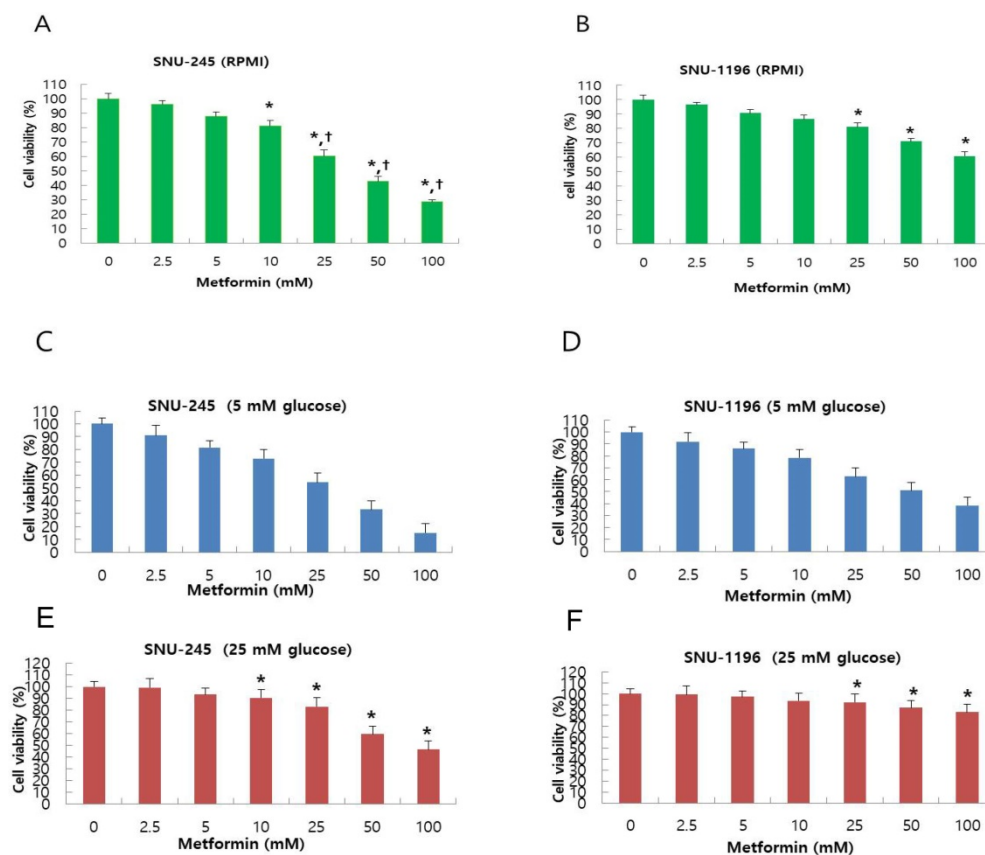 A
SNU-245 (RPMI)
Cell viability (%)
110
100
90
80
70
60
50
40
30
20
10
0
*
*,†
*,†
*,†
0 2.5 5 10 25 50 100
Metformin (mM)
B
SNU-1196 (RPMI)
cell viability (%)
110
100
90
80
70
60
50
40
30
20
10
0
*
*
*
0 2.5 5 10 25 50 100
Metformin (mM)
C
SNU-245 (5 mM glucose)
Cell viability (%)
110
100
90
80
70
60
50
40
30
20
10
0
0 2.5 5 10 25 50 100
Metformin (mM)
D
SNU-1196 (5 mM glucose)
Cell viability (%)
110
100
90
80
70
60
50
40
30
20
10
0
0 2.5 5 10 25 50 100
Metformin (mM)
E
SNU-245 (25 mM glucose)
Cell viability (%)
120
110
100
90
80
70
60
50
40
30
20
10
0
*
*
*
*
0 2.5 5 10 25 50 100
Metformin (mM)
F
SNU-1196 (25 mM glucose)
Cell viability (%)
120
110
100
90
80
70
60
50
40
30
20
10
0
*
*
*
0 2.5 5 10 25 50 100
Metformin (mM)